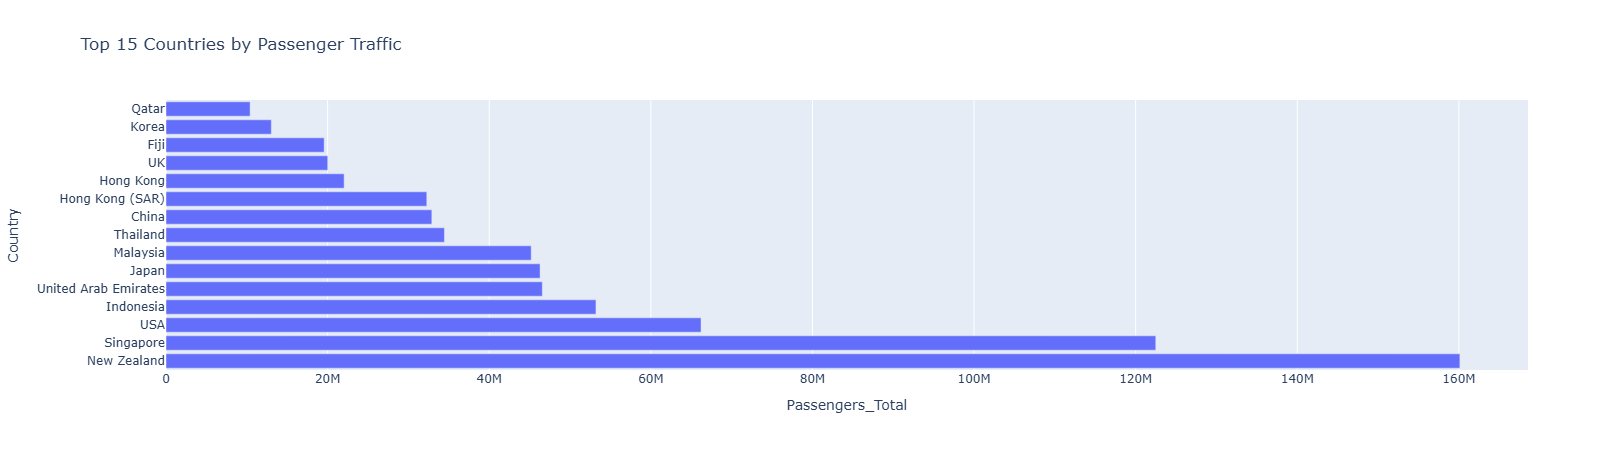 Top 15 Countries by Passenger Traffic
Country
Qatar
Korea
Fiji
UK
Hong Kong
Hong Kong (SAR)
China
Thailand
Malaysia
Japan
United Arab Emirates
Indonesia
USA
Singapore
New Zealand
0 20M 40M 60M 80M 100M 120M 140M 160M
Passengers_Total